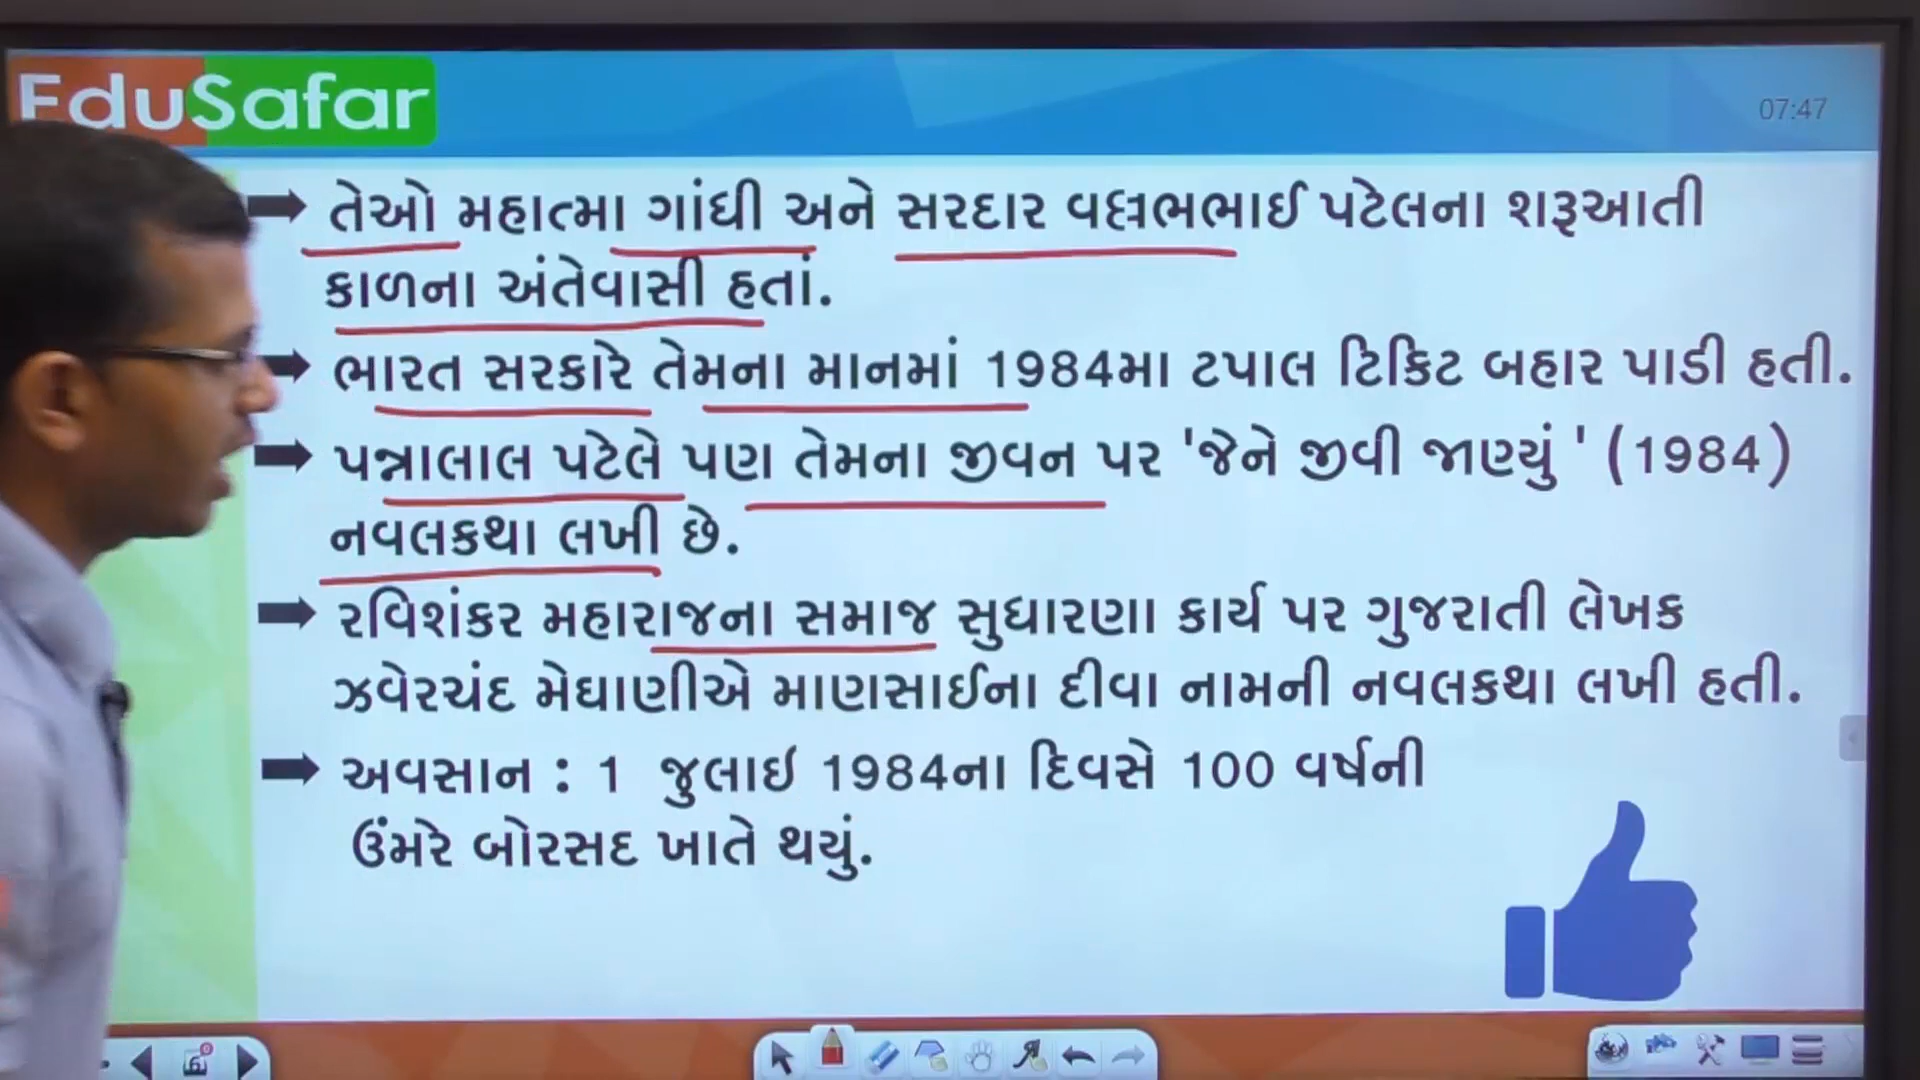 EduSafar
07:47
તેઓ મહાત્મા ગાંધી અને સરદાર વલ્લભભાઈ પટેલના શરૂઆતી
કાળના અંતેવાસી હતાં.
ભારત સરકારે તેમના માનમાં 1984મા ટપાલ ટિકિટ બહાર પાડી હતી.
પન્નાલાલ પટેલે પણ તેમના જીવન પર 'જેને જીવી જાણ્યું ' (1984)
નવલકથા લખી છે.
રવિશંકર મહારાજના સમાજ સુધારણા કાર્ય પર ગુજરાતી લેખક
ઝવેરચંદ મેઘાણીએ માણસાઈના દીવા નામની નવલકથા લખી હતી.
અવસાન : 1 જુલાઇ 1984ના દિવસે 100 વર્ષની
ઉંમરે બોરસદ ખાતે થયું.